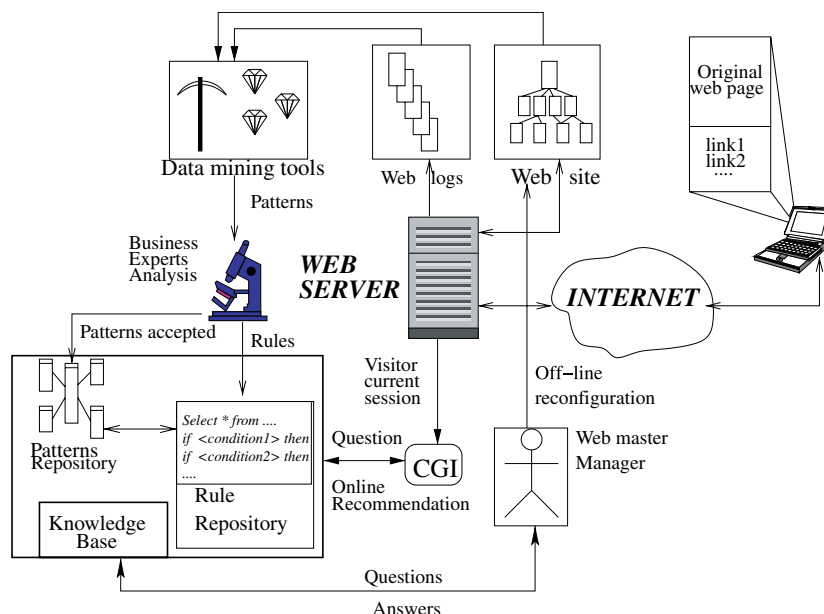 Original
web page
link1
link2
....
Data mining tools
Web logs
Web site
Patterns
Business
Experts
Analysis
WEB
SERVER
INTERNET
Patterns accepted
Rules
Visitor
current
session
Off-line
reconfiguration
Select * from ....
if <condition1> then
if <condition2> then
....
Patterns
Repository
Question
CGI
Web master
Manager
Online
Recommendation
Rule
Repository
Knowledge
Base
Questions
Answers